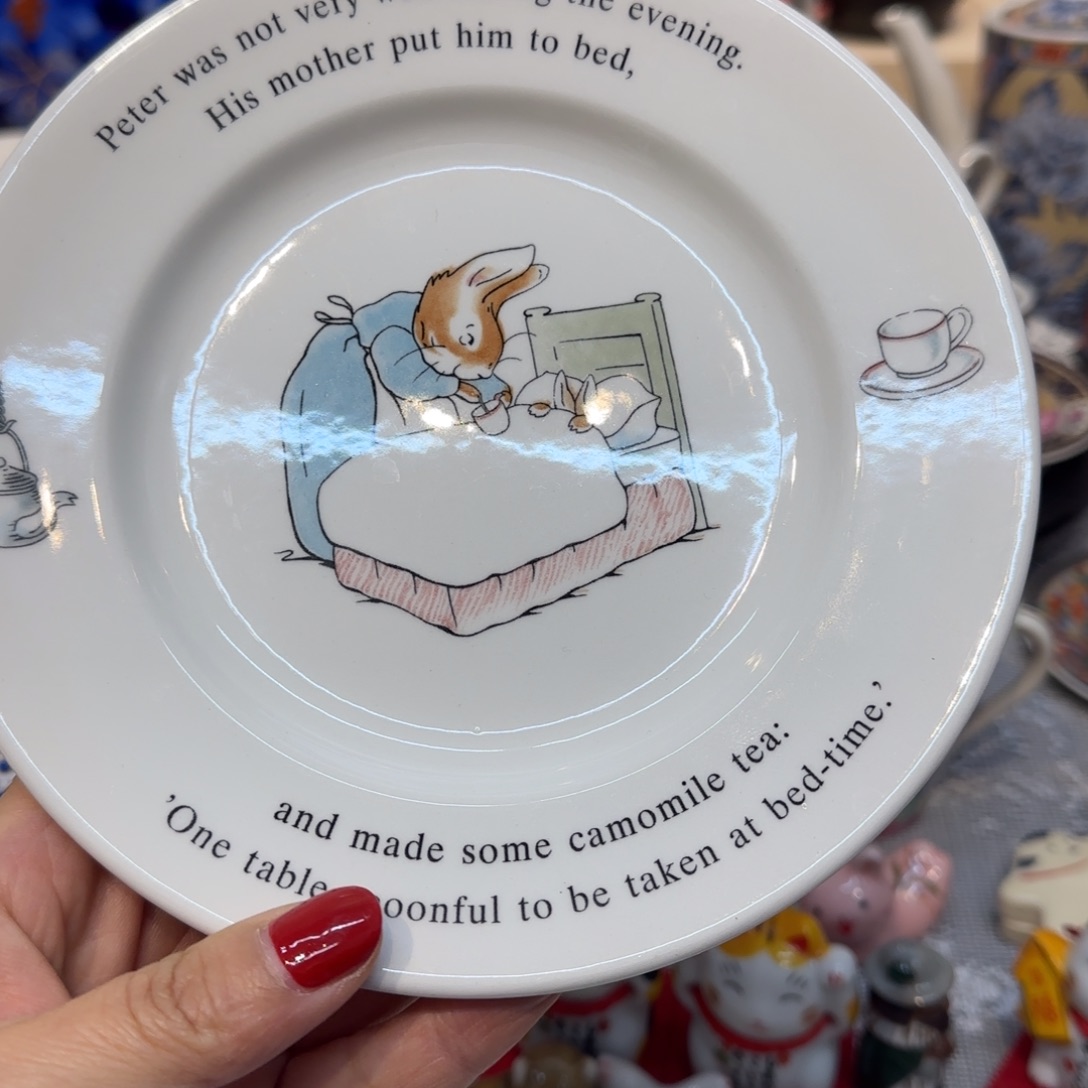 Peter was not very the evening.
His mother put him to bed,
and made some camomile tea:
'One table oonful to be taken at bed-time.'